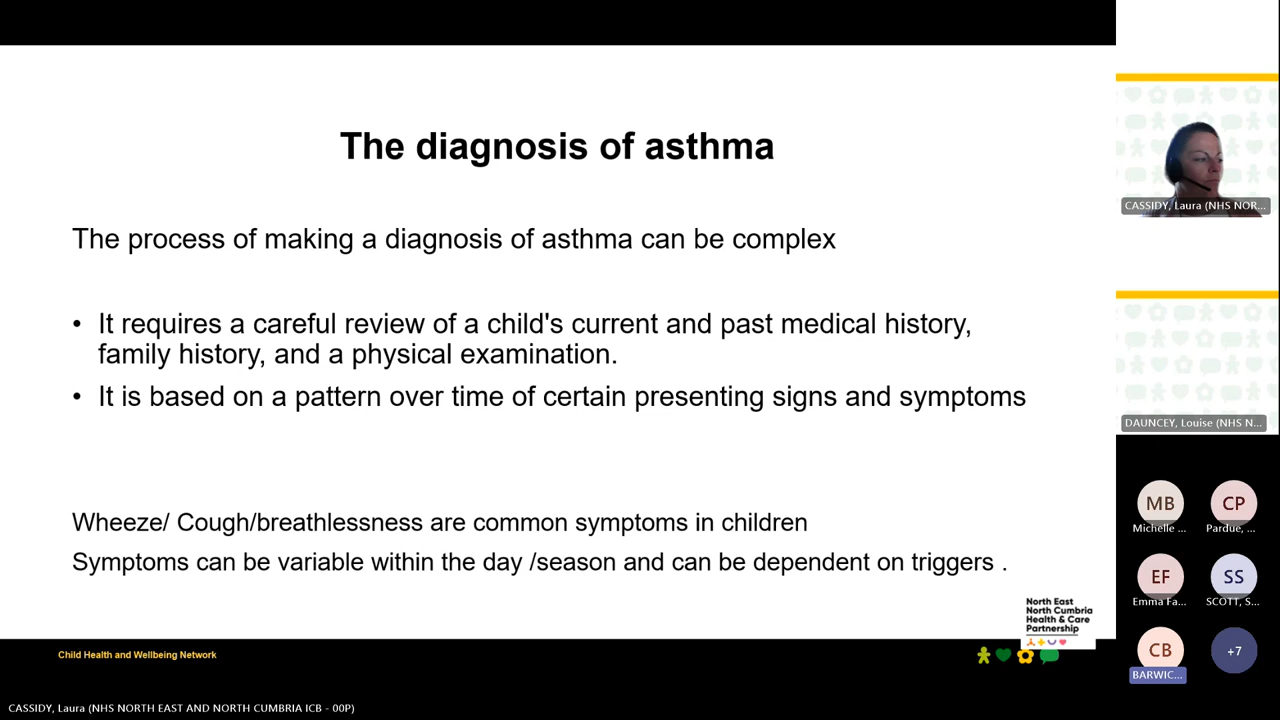 The diagnosis of asthma
The process of making a diagnosis of asthma can be complex
• It requires a careful review of a child's current and past medical history,
family history, and a physical examination.
• It is based on a pattern over time of certain presenting signs and symptoms
Wheeze/ Cough/breathlessness are common symptoms in children
Symptoms can be variable within the day /season and can be dependent on triggers .
North East
North Cumbria
Health & Care
Partnership
Child Health and Wellbeing Network
CASSIDY, Laura (NHS NORTH EAST AND NORTH CUMBRIA ICB - 00P)
CASSIDY, Laura (NHS NOR...
DAUNCEY, Louise (NHS N...
MB
Michelle ...
CP
Pardue, ...
EF
Emma Fa...
SS
SCOTT, S...
CB
BARWIC...
+7